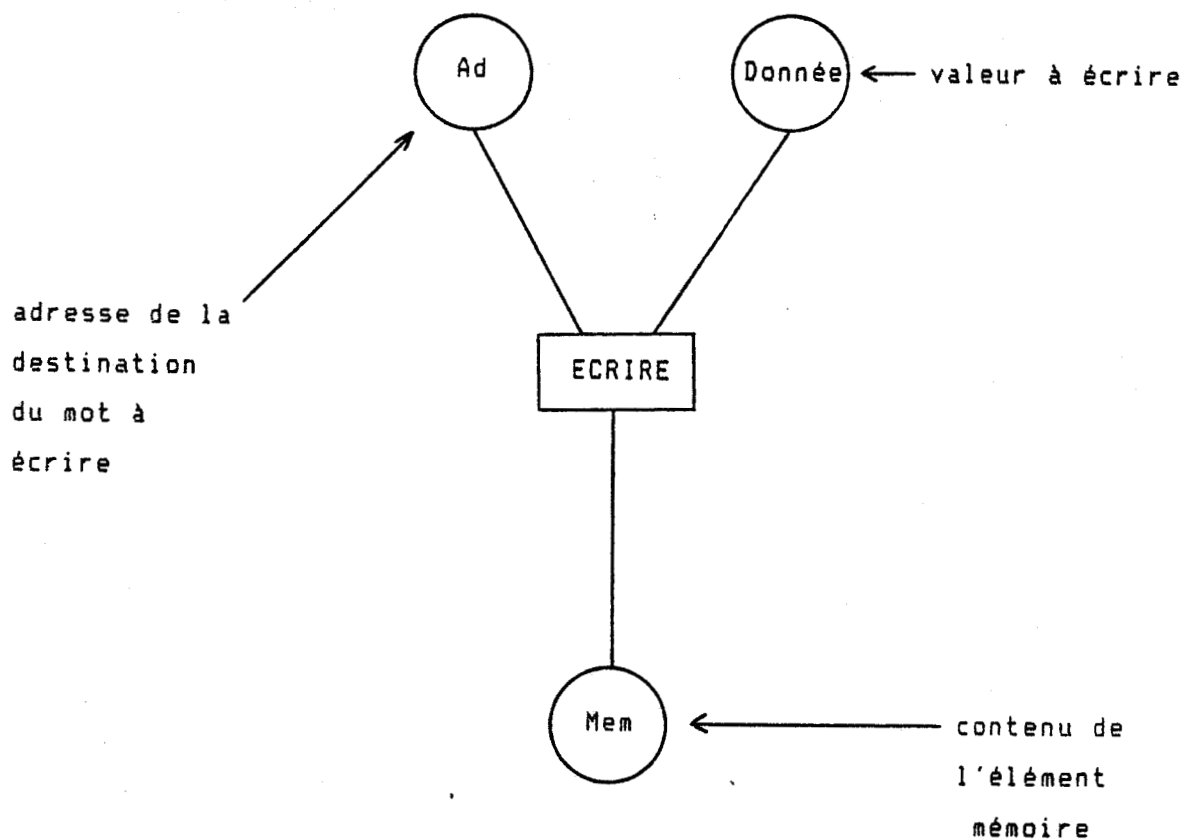 Ad
Donnée
valeur à écrire
adresse de la
destination
du mot à
écrire
ECRIRE
Mem
contenu de
l'élément
mémoire